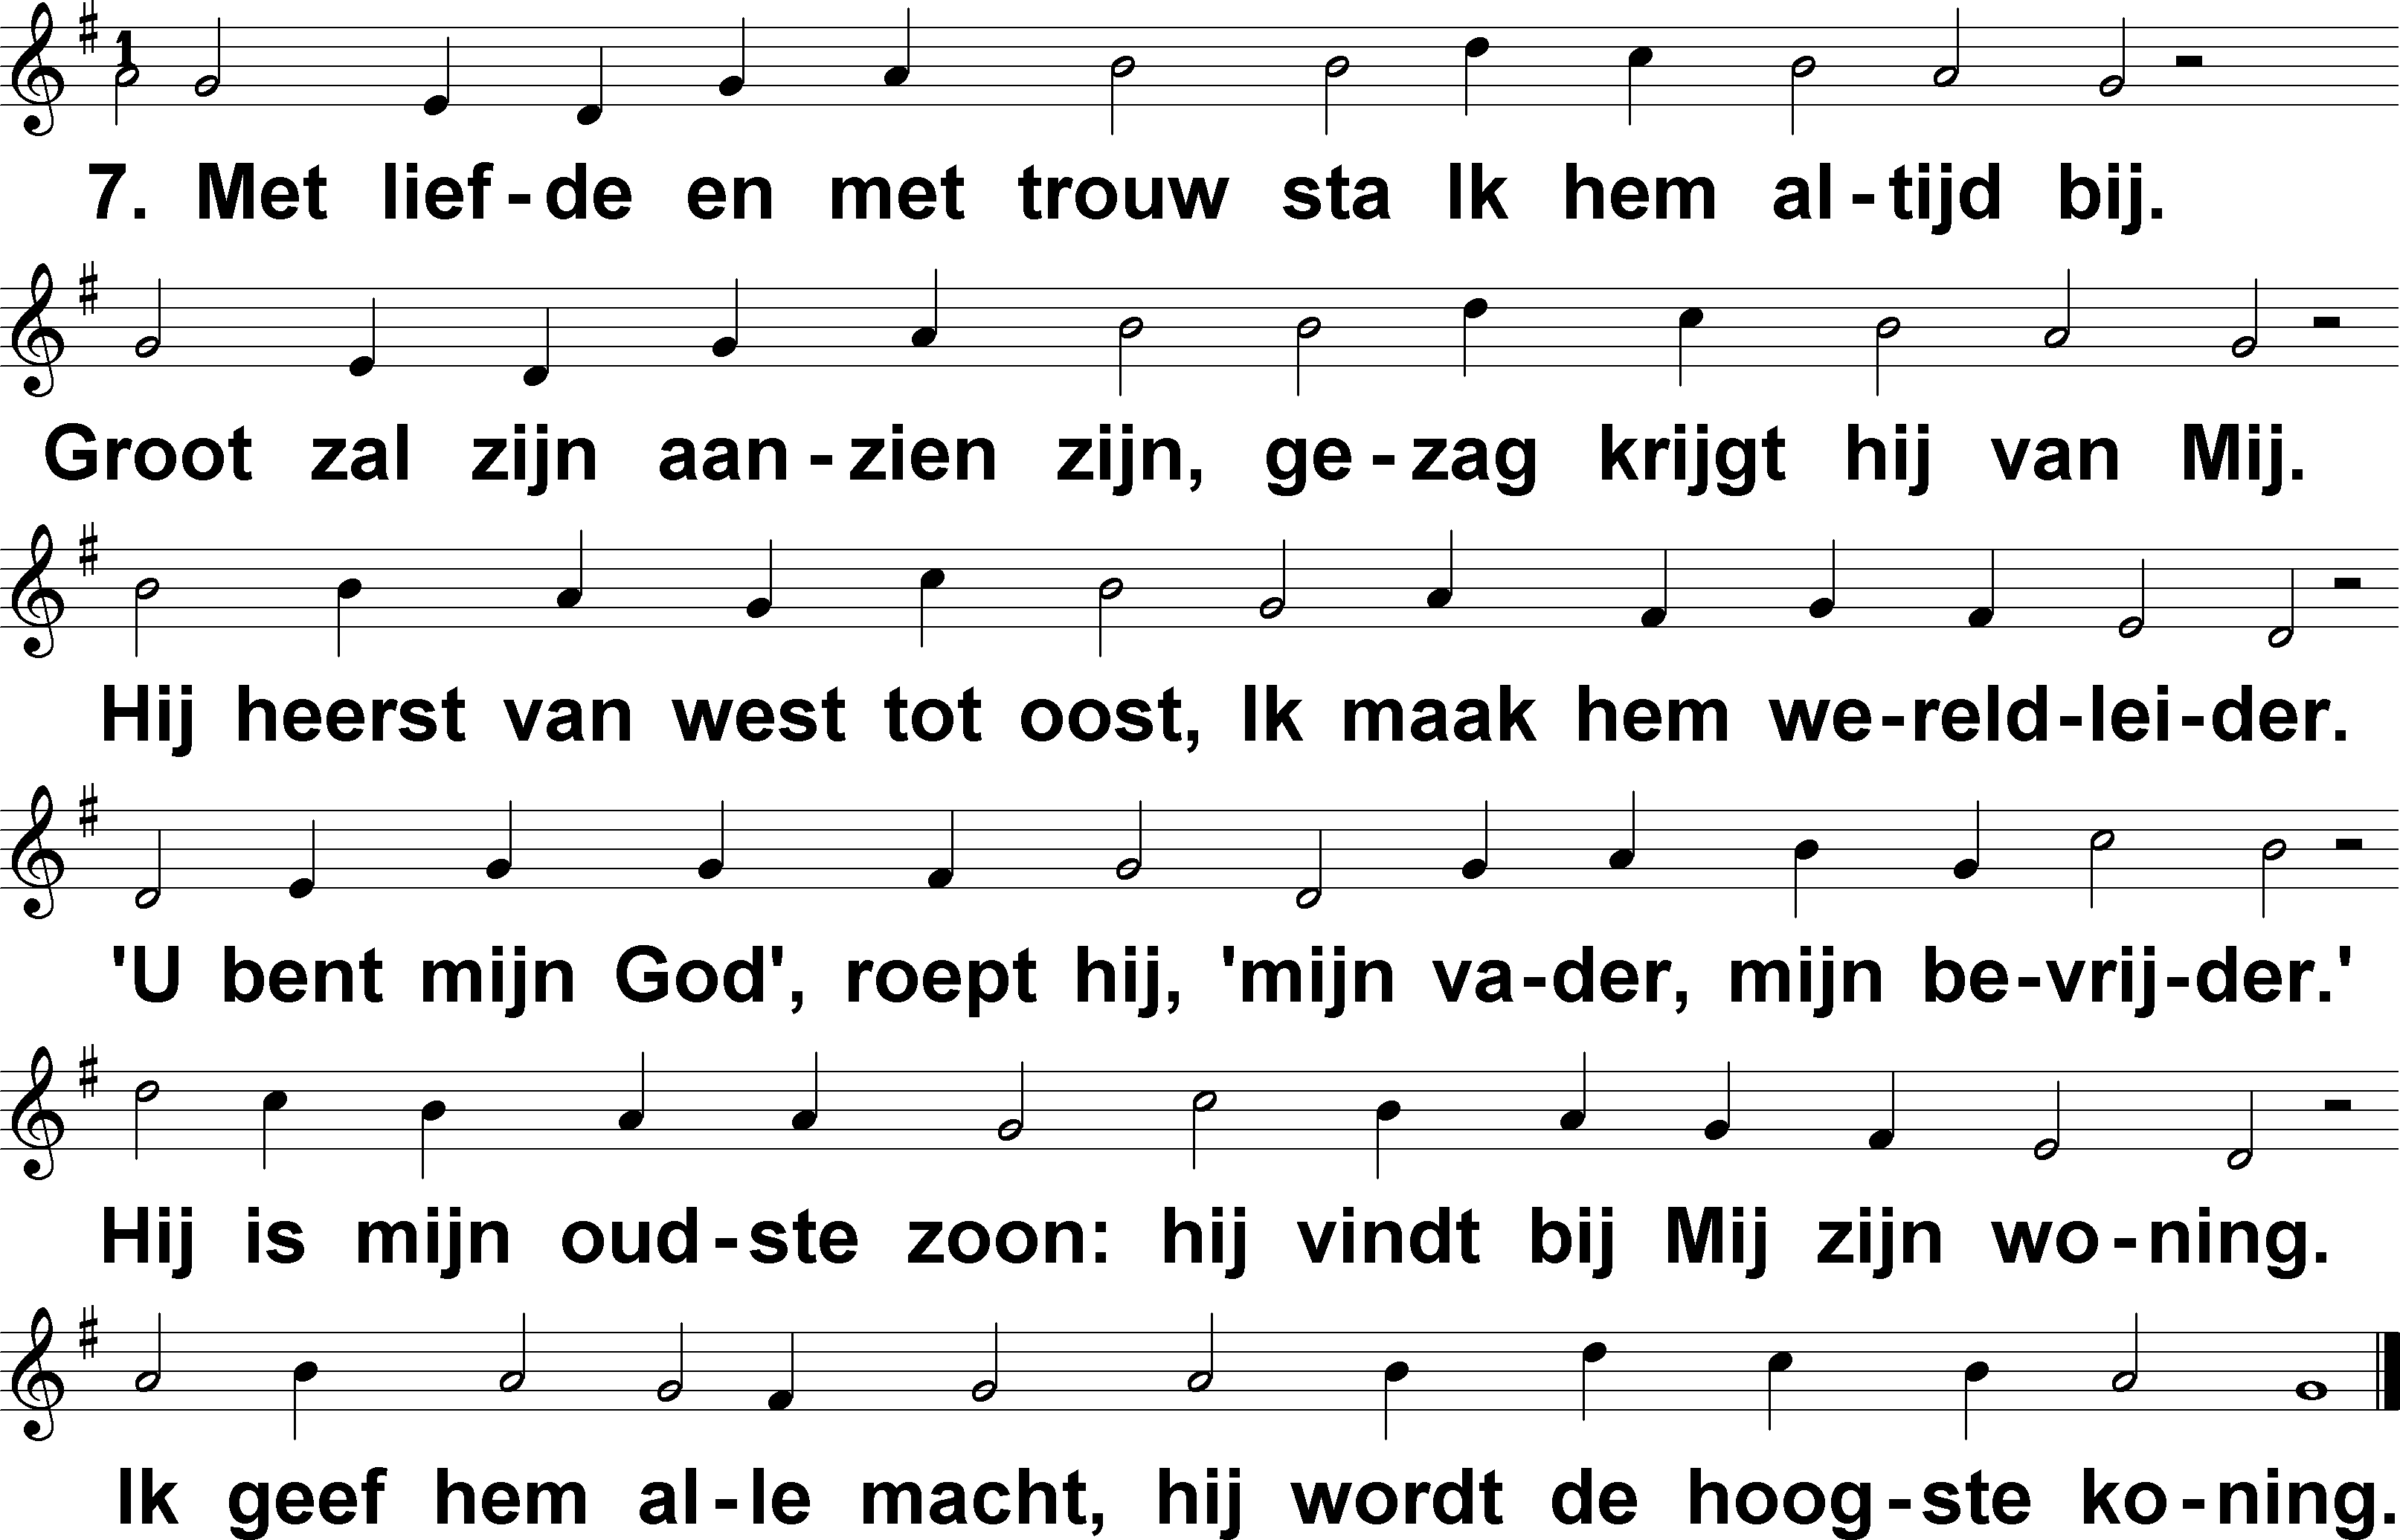 7. Met lief-de en met trouw sta Ik hem al-tijd bij.
Groot zal zijn aan-zien zijn, ge-zag krijgt hij van Mij.
Hij heerst van west tot oost, Ik maak hem we-reld-lei-der.
'U bent mijn God', roept hij, 'mijn va-der, mijn be-vrij-der.'
Hij is mijn oud-ste zoon: hij vindt bij Mij zijn wo-ning.
Ik geef hem al-le macht, hij wordt de hoog-ste ko-ning.